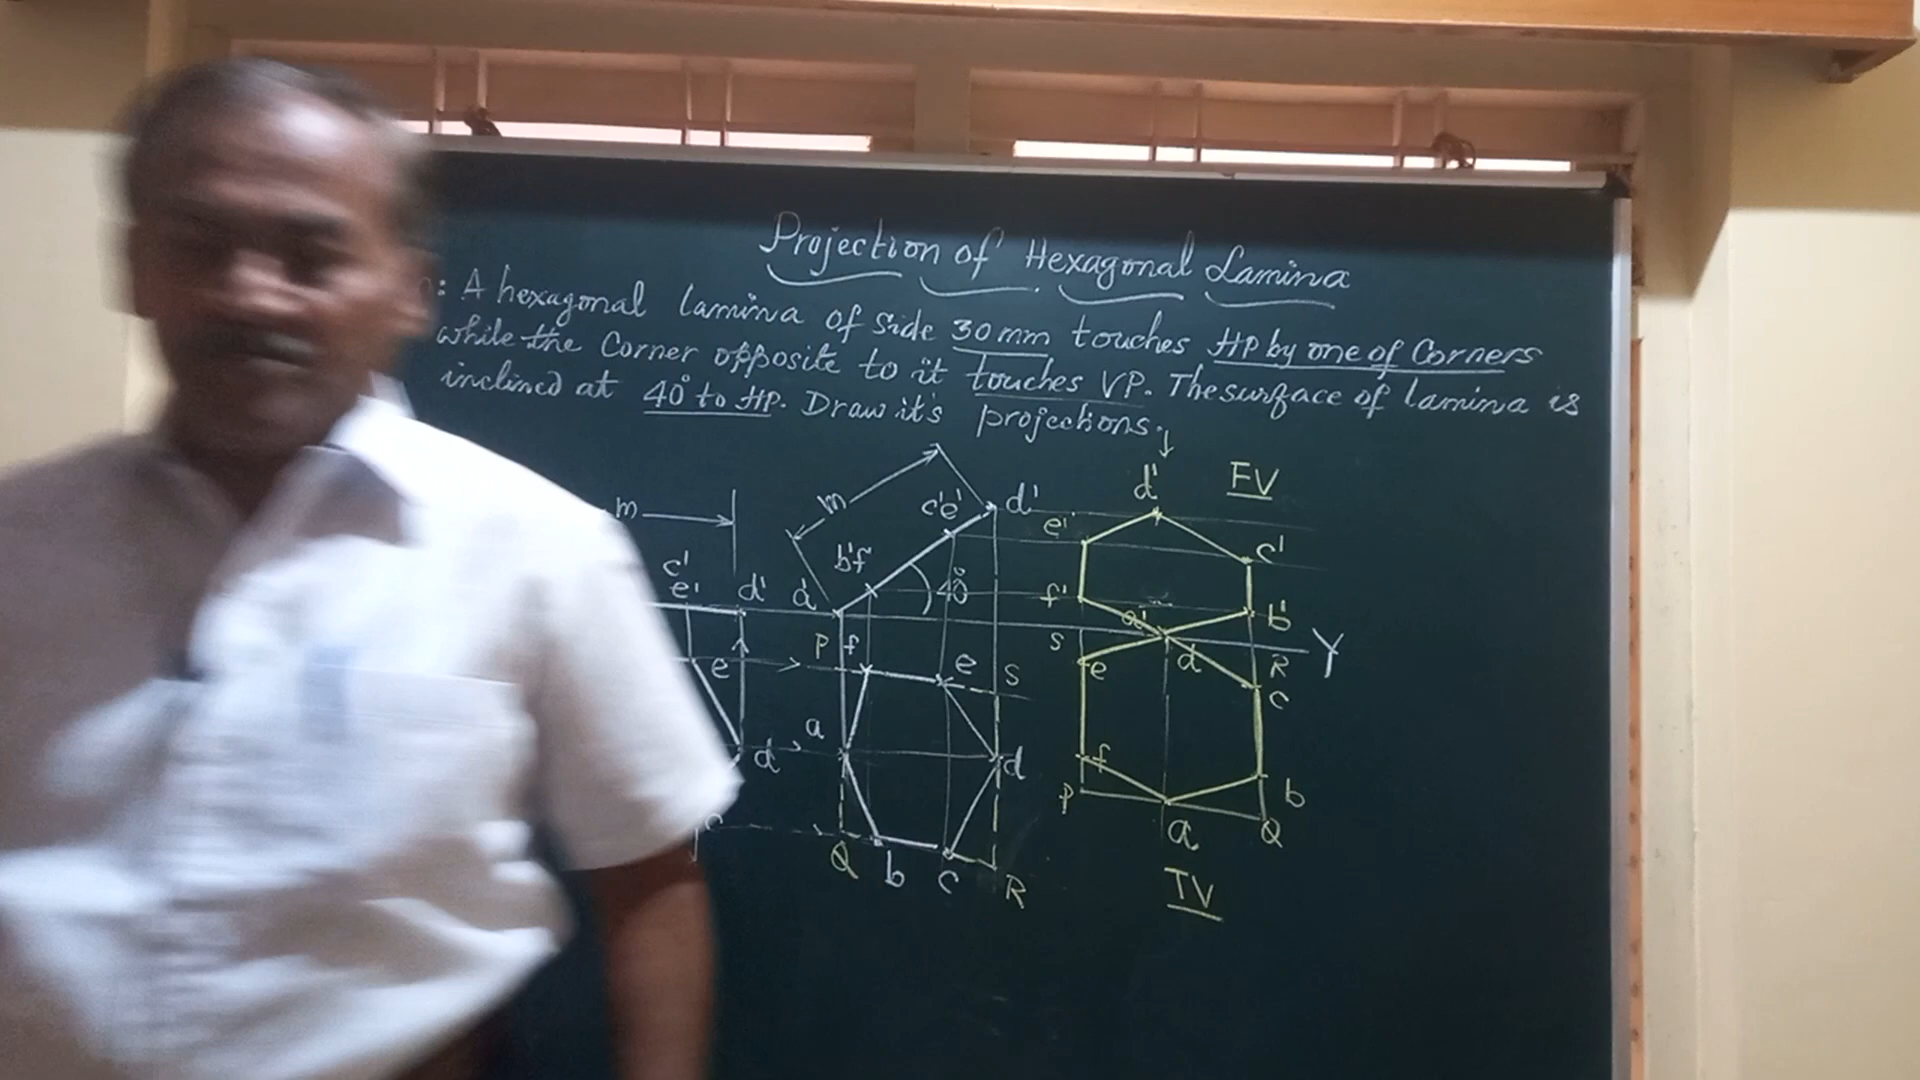 Projection of Hexagonal Lamina
: A hexagonal lamina of side 30 mm touches HP by one of Corners
while the Corner opposite to it touches VP. The surface of lamina is
inclined at 40° to HP. Draw it's projections.
d' FV
m m c'e' d' e' c'
b'f
c' e' d' a' 40° f' a' b'
P f S Y
e e S e d R c
a
d d f
P b
c a Q
Q b c R
TV